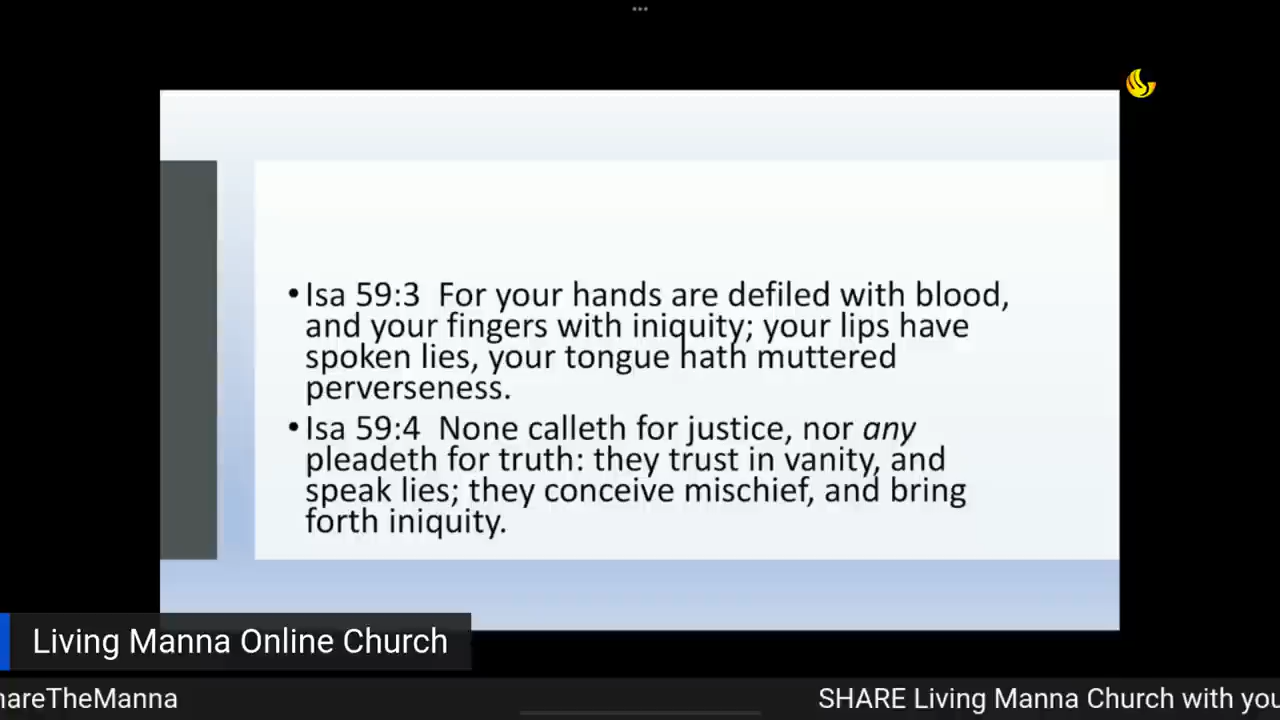 •Isa 59:3  For your hands are defiled with blood,
and your fingers with iniquity; your lips have
spoken lies, your tongue hath muttered
perverseness.
•Isa 59:4  None calleth for justice, nor any
pleadeth for truth: they trust in vanity, and
speak lies; they conceive mischief, and bring
forth iniquity.
Living Manna Online Church
hareTheManna
SHARE Living Manna Church with you